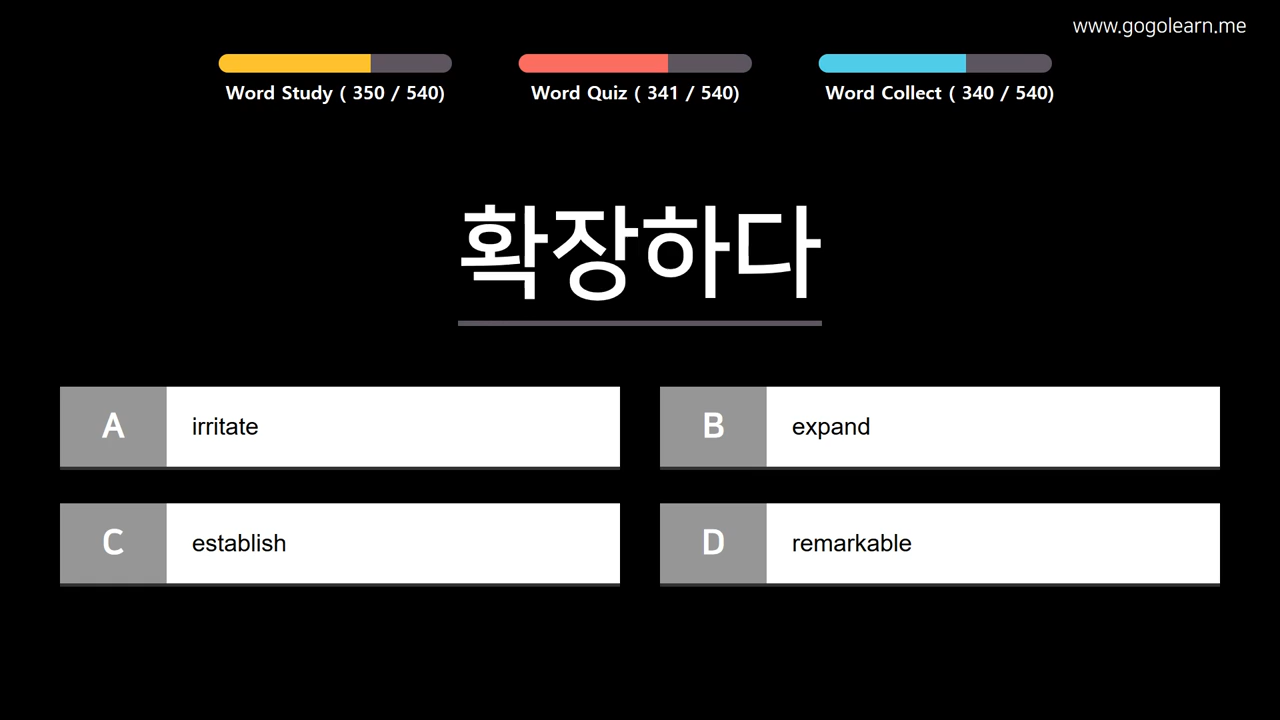 www.gogolearn.me
Word Study ( 350 / 540)
Word Quiz ( 341 / 540)
Word Collect ( 340 / 540)
확장하다
A irritate
B expand
C establish
D remarkable